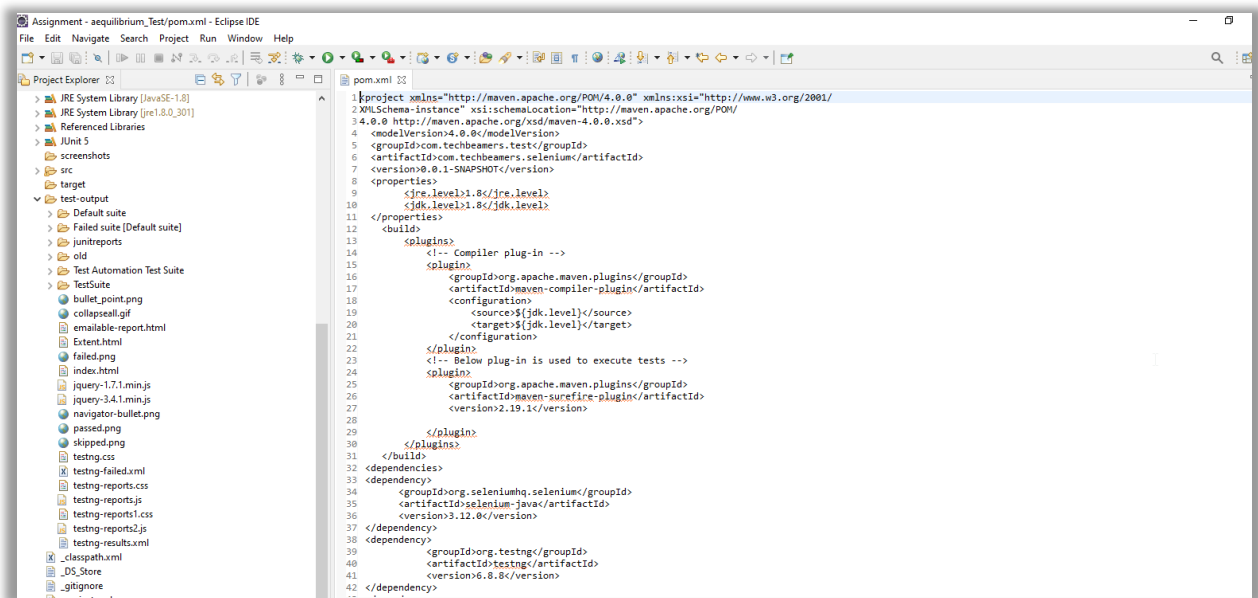 Assignment - aequilibrium_Test/pom.xml - Eclipse IDE
File Edit Navigate Search Project Run Window Help
Project Explorer
JRE System Library [JavaSE-1.8]
JRE System Library [jre1.8.0_301]
Referenced Libraries
JUnit 5
screenshots
src
target
test-output
Default suite
Failed suite [Default suite]
junitreports
old
Test Automation Test Suite
TestSuite
bullet_point.png
collapseall.gif
emailable-report.html
Extent.html
failed.png
index.html
jquery-1.7.1.min.js
jquery-3.4.1.min.js
navigator-bullet.png
passed.png
skipped.png
testng.css
testng-failed.xml
testng-reports.css
testng-reports.js
testng-reports1.css
testng-reports2.js
testng-results.xml
_classpath.xml
_DS_Store
_gitignore
pom.xml
1 <project xmlns="http://maven.apache.org/POM/4.0.0" xmlns:xsi="http://www.w3.org/2001/
2 XMLSchema-instance" xsi:schemaLocation="http://maven.apache.org/POM/
3 4.0.0 http://maven.apache.org/xsd/maven-4.0.0.xsd">
4 <modelVersion>4.0.0</modelVersion>
5 <groupId>com.techbeamers.test</groupId>
6 <artifactId>com.techbeamers.selenium</artifactId>
7 <version>0.0.1-SNAPSHOT</version>
8 <properties>
9 <jre.level>1.8</jre.level>
10 <jdk.level>1.8</jdk.level>
11 </properties>
12 <build>
13 <plugins>
14 <!-- Compiler plug-in -->
15 <plugin>
16 <groupId>org.apache.maven.plugins</groupId>
17 <artifactId>maven-compiler-plugin</artifactId>
18 <configuration>
19 <source>${jdk.level}</source>
20 <target>${jdk.level}</target>
21 </configuration>
22 </plugin>
23 <!-- Below plug-in is used to execute tests -->
24 <plugin>
25 <groupId>org.apache.maven.plugins</groupId>
26 <artifactId>maven-surefire-plugin</artifactId>
27 <version>2.19.1</version>
28
29 </plugin>
30 </plugins>
31 </build>
32 <dependencies>
33 <dependency>
34 <groupId>org.seleniumhq.selenium</groupId>
35 <artifactId>selenium-java</artifactId>
36 <version>3.12.0</version>
37 </dependency>
38 <dependency>
39 <groupId>org.testng</groupId>
40 <artifactId>testng</artifactId>
41 <version>6.8.8</version>
42 </dependency>